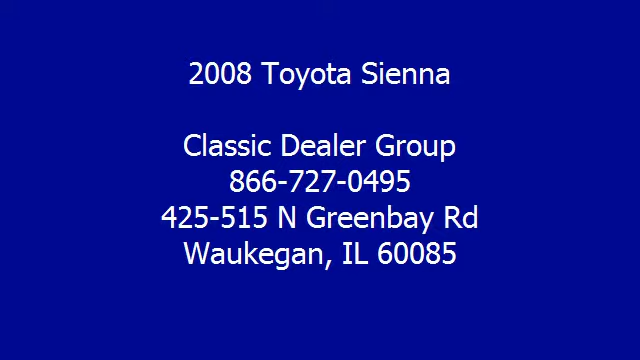 2008 Toyota Sienna
Classic Dealer Group
866-727-0495
425-515 N Greenbay Rd
Waukegan, IL 60085